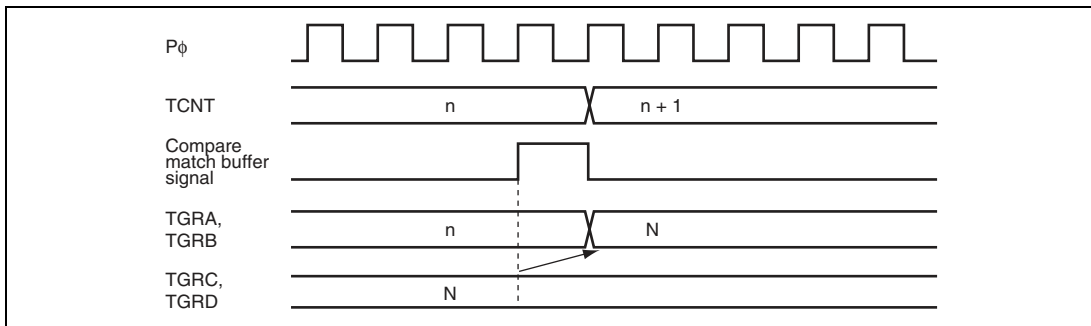 Pϕ
TCNT
n
n + 1
Compare
match buffer
signal
TGRA,
TGRB
n
N
TGRC,
TGRD
N